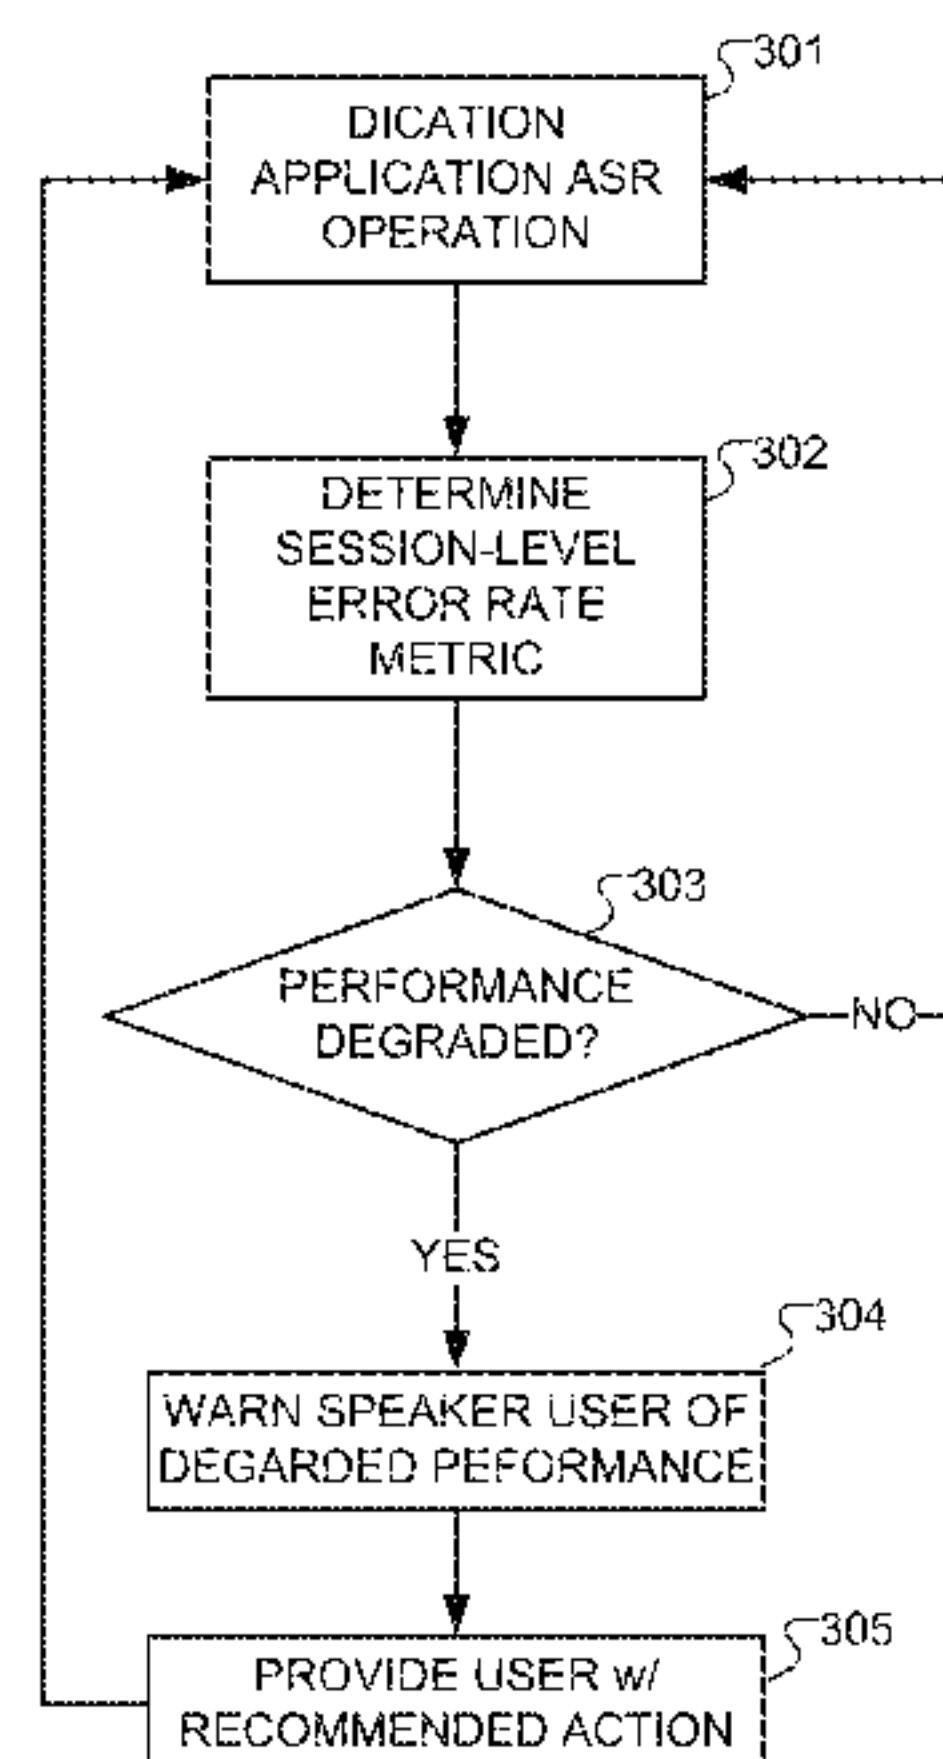 301
DICATION
APPLICATION ASR
OPERATION
302
DETERMINE
SESSION-LEVEL
ERROR RATE
METRIC
303
PERFORMANCE
DEGRADED?
NO
YES
304
WARN SPEAKER USER OF
DEGARDED PEFORMANCE
305
PROVIDE USER w/
RECOMMENDED ACTION